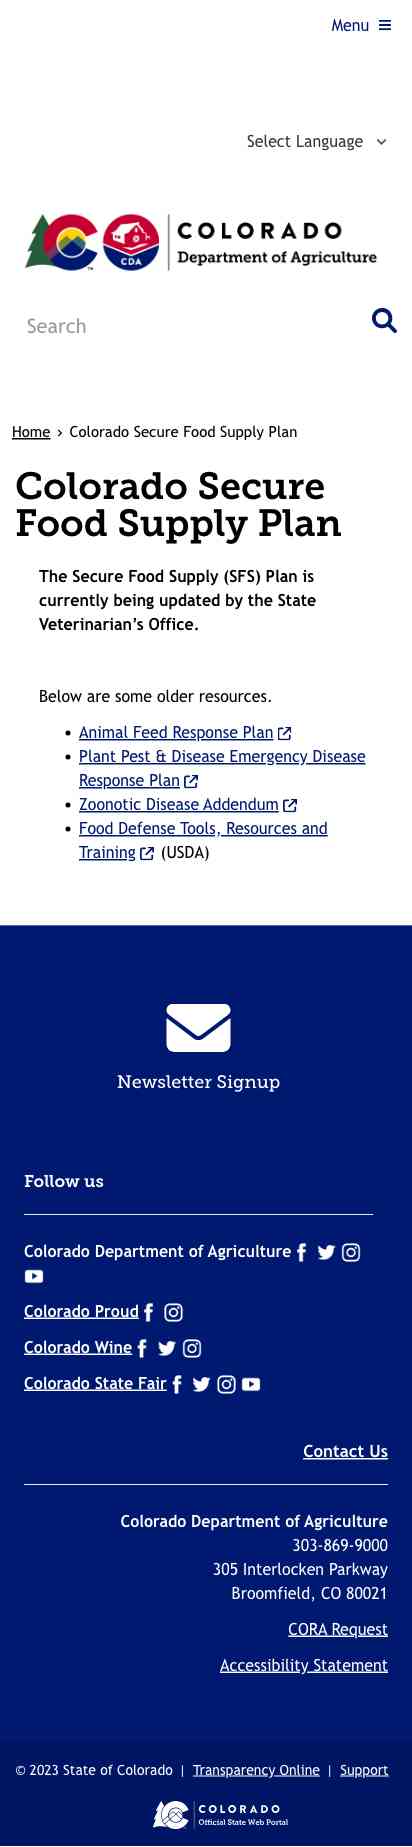 Menu
Select Language
COLORADO
Department of Agriculture
CDA
TM
Search
Home › Colorado Secure Food Supply Plan
Colorado Secure
Food Supply Plan
The Secure Food Supply (SFS) Plan is
currently being updated by the State
Veterinarian’s Office.
Below are some older resources.
• Animal Feed Response Plan
• Plant Pest & Disease Emergency Disease
Response Plan
• Zoonotic Disease Addendum
• Food Defense Tools, Resources and
Training (USDA)
Newsletter Signup
Follow us
Colorado Department of Agriculture
Colorado Proud
Colorado Wine
Colorado State Fair
Contact Us
Colorado Department of Agriculture
303-869-9000
305 Interlocken Parkway
Broomfield, CO 80021
CORA Request
Accessibility Statement
© 2023 State of Colorado | Transparency Online | Support
COLORADO
Official State Web Portal